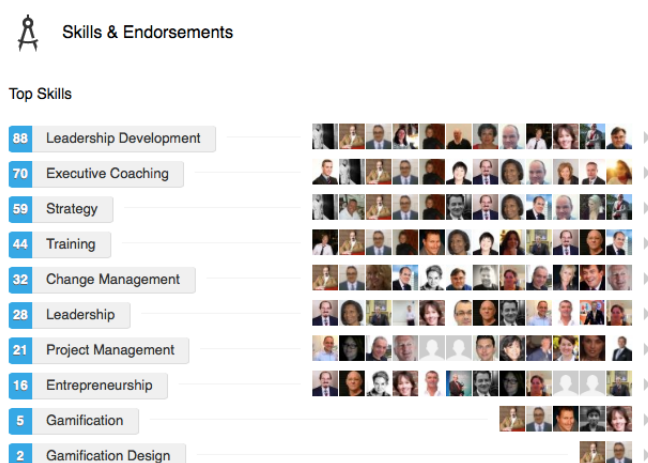 Skills & Endorsements
Top Skills
88 Leadership Development
70 Executive Coaching
59 Strategy
44 Training
32 Change Management
28 Leadership
21 Project Management
16 Entrepreneurship
5 Gamification
2 Gamification Design